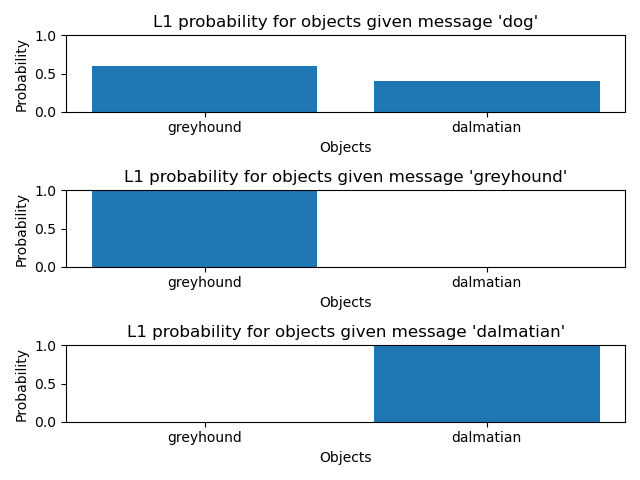 L1 probability for objects given message 'dog'
1.0
0.5
0.0
Probability
greyhound dalmatian
Objects
L1 probability for objects given message 'greyhound'
1.0
0.5
0.0
Probability
greyhound dalmatian
Objects
L1 probability for objects given message 'dalmatian'
1.0
0.5
0.0
Probability
greyhound dalmatian
Objects